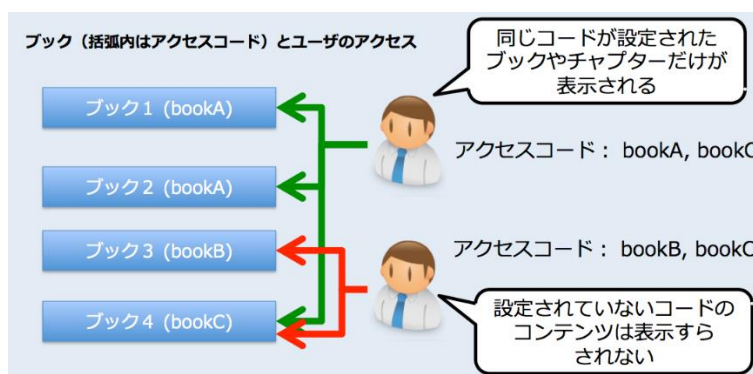 ブック（括弧内はアクセスコード）とユーザのアクセス
同じコードが設定された
ブックやチャプターだけが
表示される
ブック1 (bookA)
アクセスコード： bookA, bookC
ブック2 (bookA)
ブック3 (bookB)
アクセスコード： bookB, bookC
ブック4 (bookC)
設定されていないコードの
コンテンツは表示すら
されない